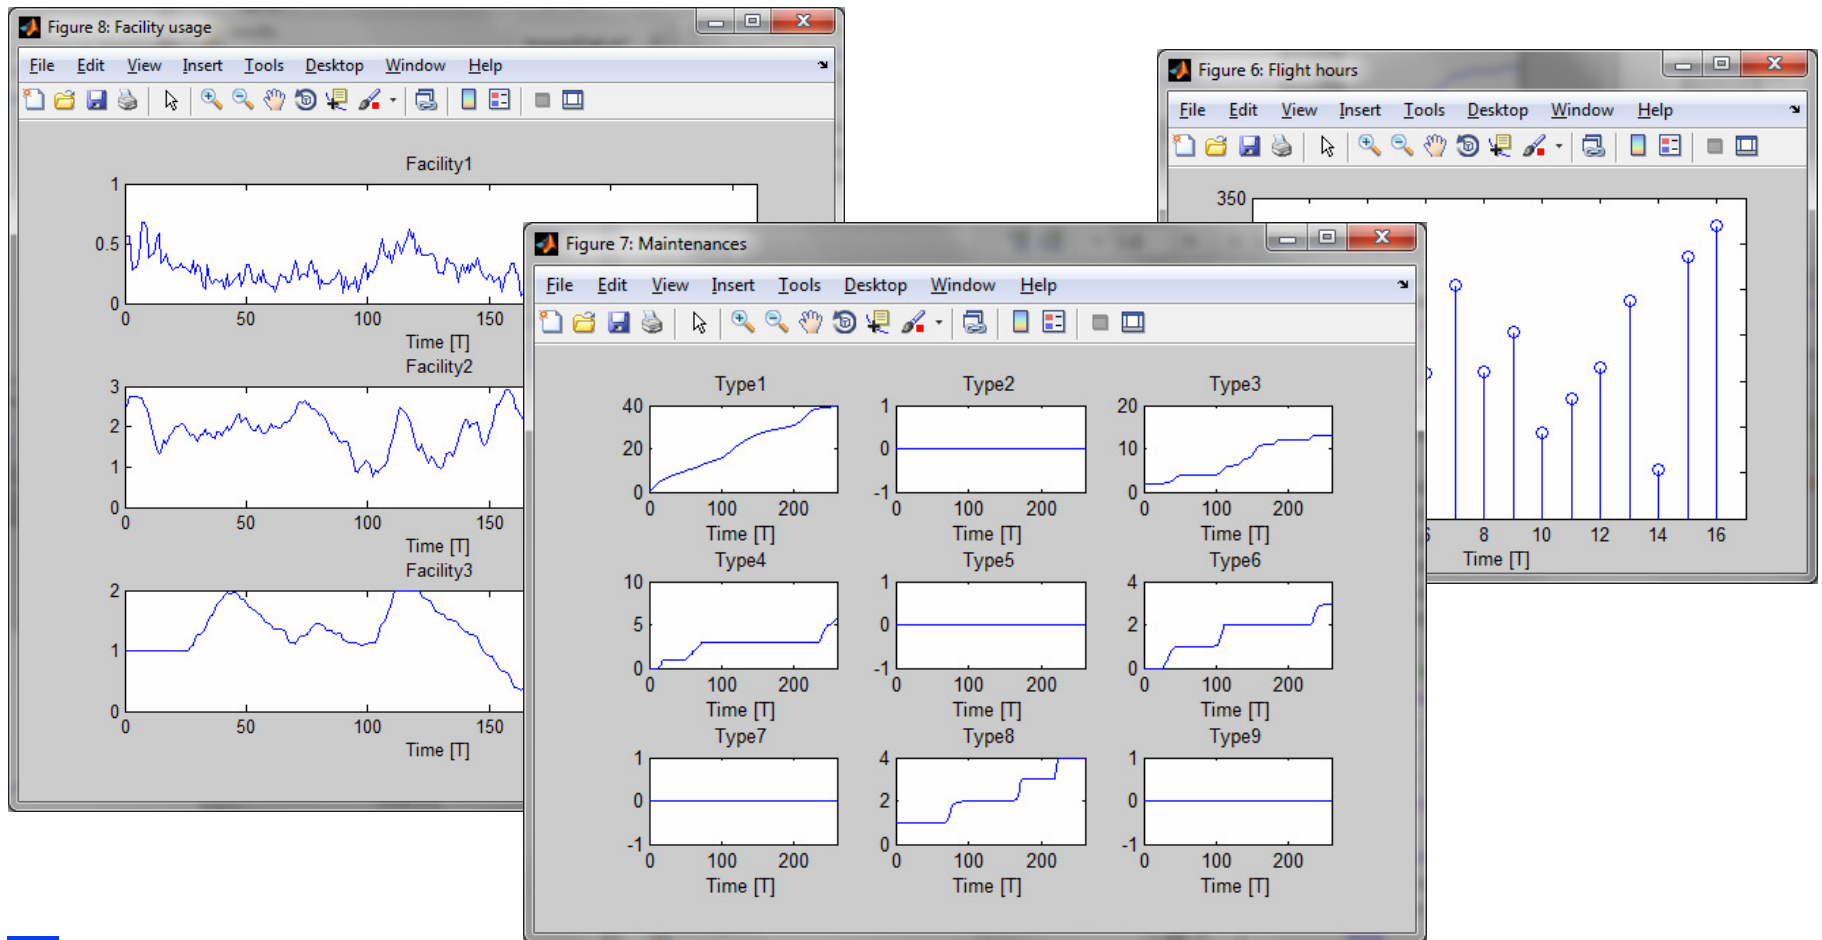 Figure 8: Facility usage
File Edit View Insert Tools Desktop Window Help
Facility1
1
0.5
0
0 50 100 150
Time [T]
Facility2
3
2
1
0
0 50 100 150
Time [T]
Facility3
2
1
0
0 50 100 150
Time [T]
Figure 7: Maintenances
File Edit View Insert Tools Desktop Window Help
Type1 Type2 Type3
40 1 20
20 0 10
0 -1 0
0 100 200 0 100 200 0 100 200
Time [T] Time [T] Time [T]
Type4 Type5 Type6
10 1 4
5 0 2
0 -1 0
0 100 200 0 100 200 0 100 200
Time [T] Time [T] Time [T]
Type7 Type8 Type9
1 4 1
0 2 0
-1 0 -1
0 100 200 0 100 200 0 100 200
Time [T] Time [T] Time [T]
Figure 6: Flight hours
File Edit View Insert Tools Desktop Window Help
350
8 10 12 14 16
Time [T]